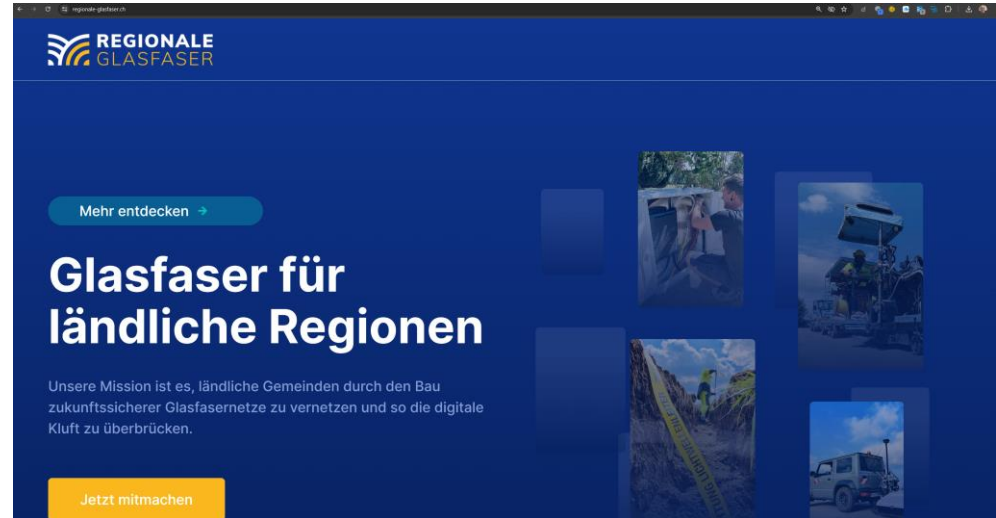 regionale-glasfaser.ch
REGIONALE
GLASFASER
Mehr entdecken →
Glasfaser für
ländliche Regionen
Unsere Mission ist es, ländliche Gemeinden durch den Bau
zukunftssicherer Glasfasernetze zu vernetzen und so die digitale
Kluft zu überbrücken.
Jetzt mitmachen